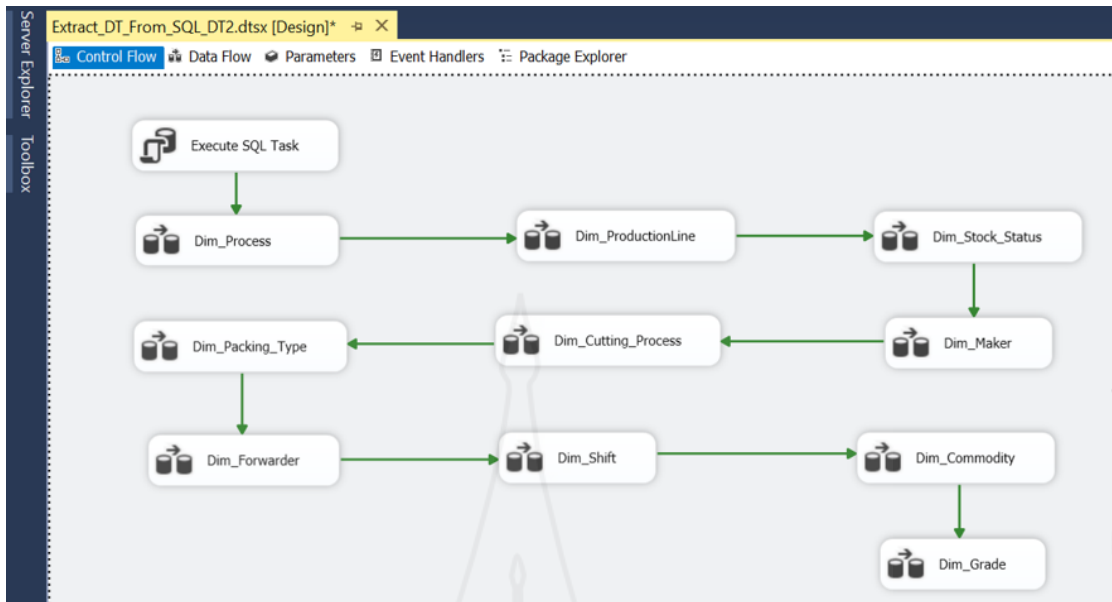 Extract_DT_From_SQL_DT2.dtsx [Design]*
Server Explorer
Toolbox
Control Flow
Data Flow
Parameters
Event Handlers
Package Explorer
Execute SQL Task
Dim_Process
Dim_ProductionLine
Dim_Stock_Status
Dim_Packing_Type
Dim_Cutting_Process
Dim_Maker
Dim_Forwarder
Dim_Shift
Dim_Commodity
Dim_Grade